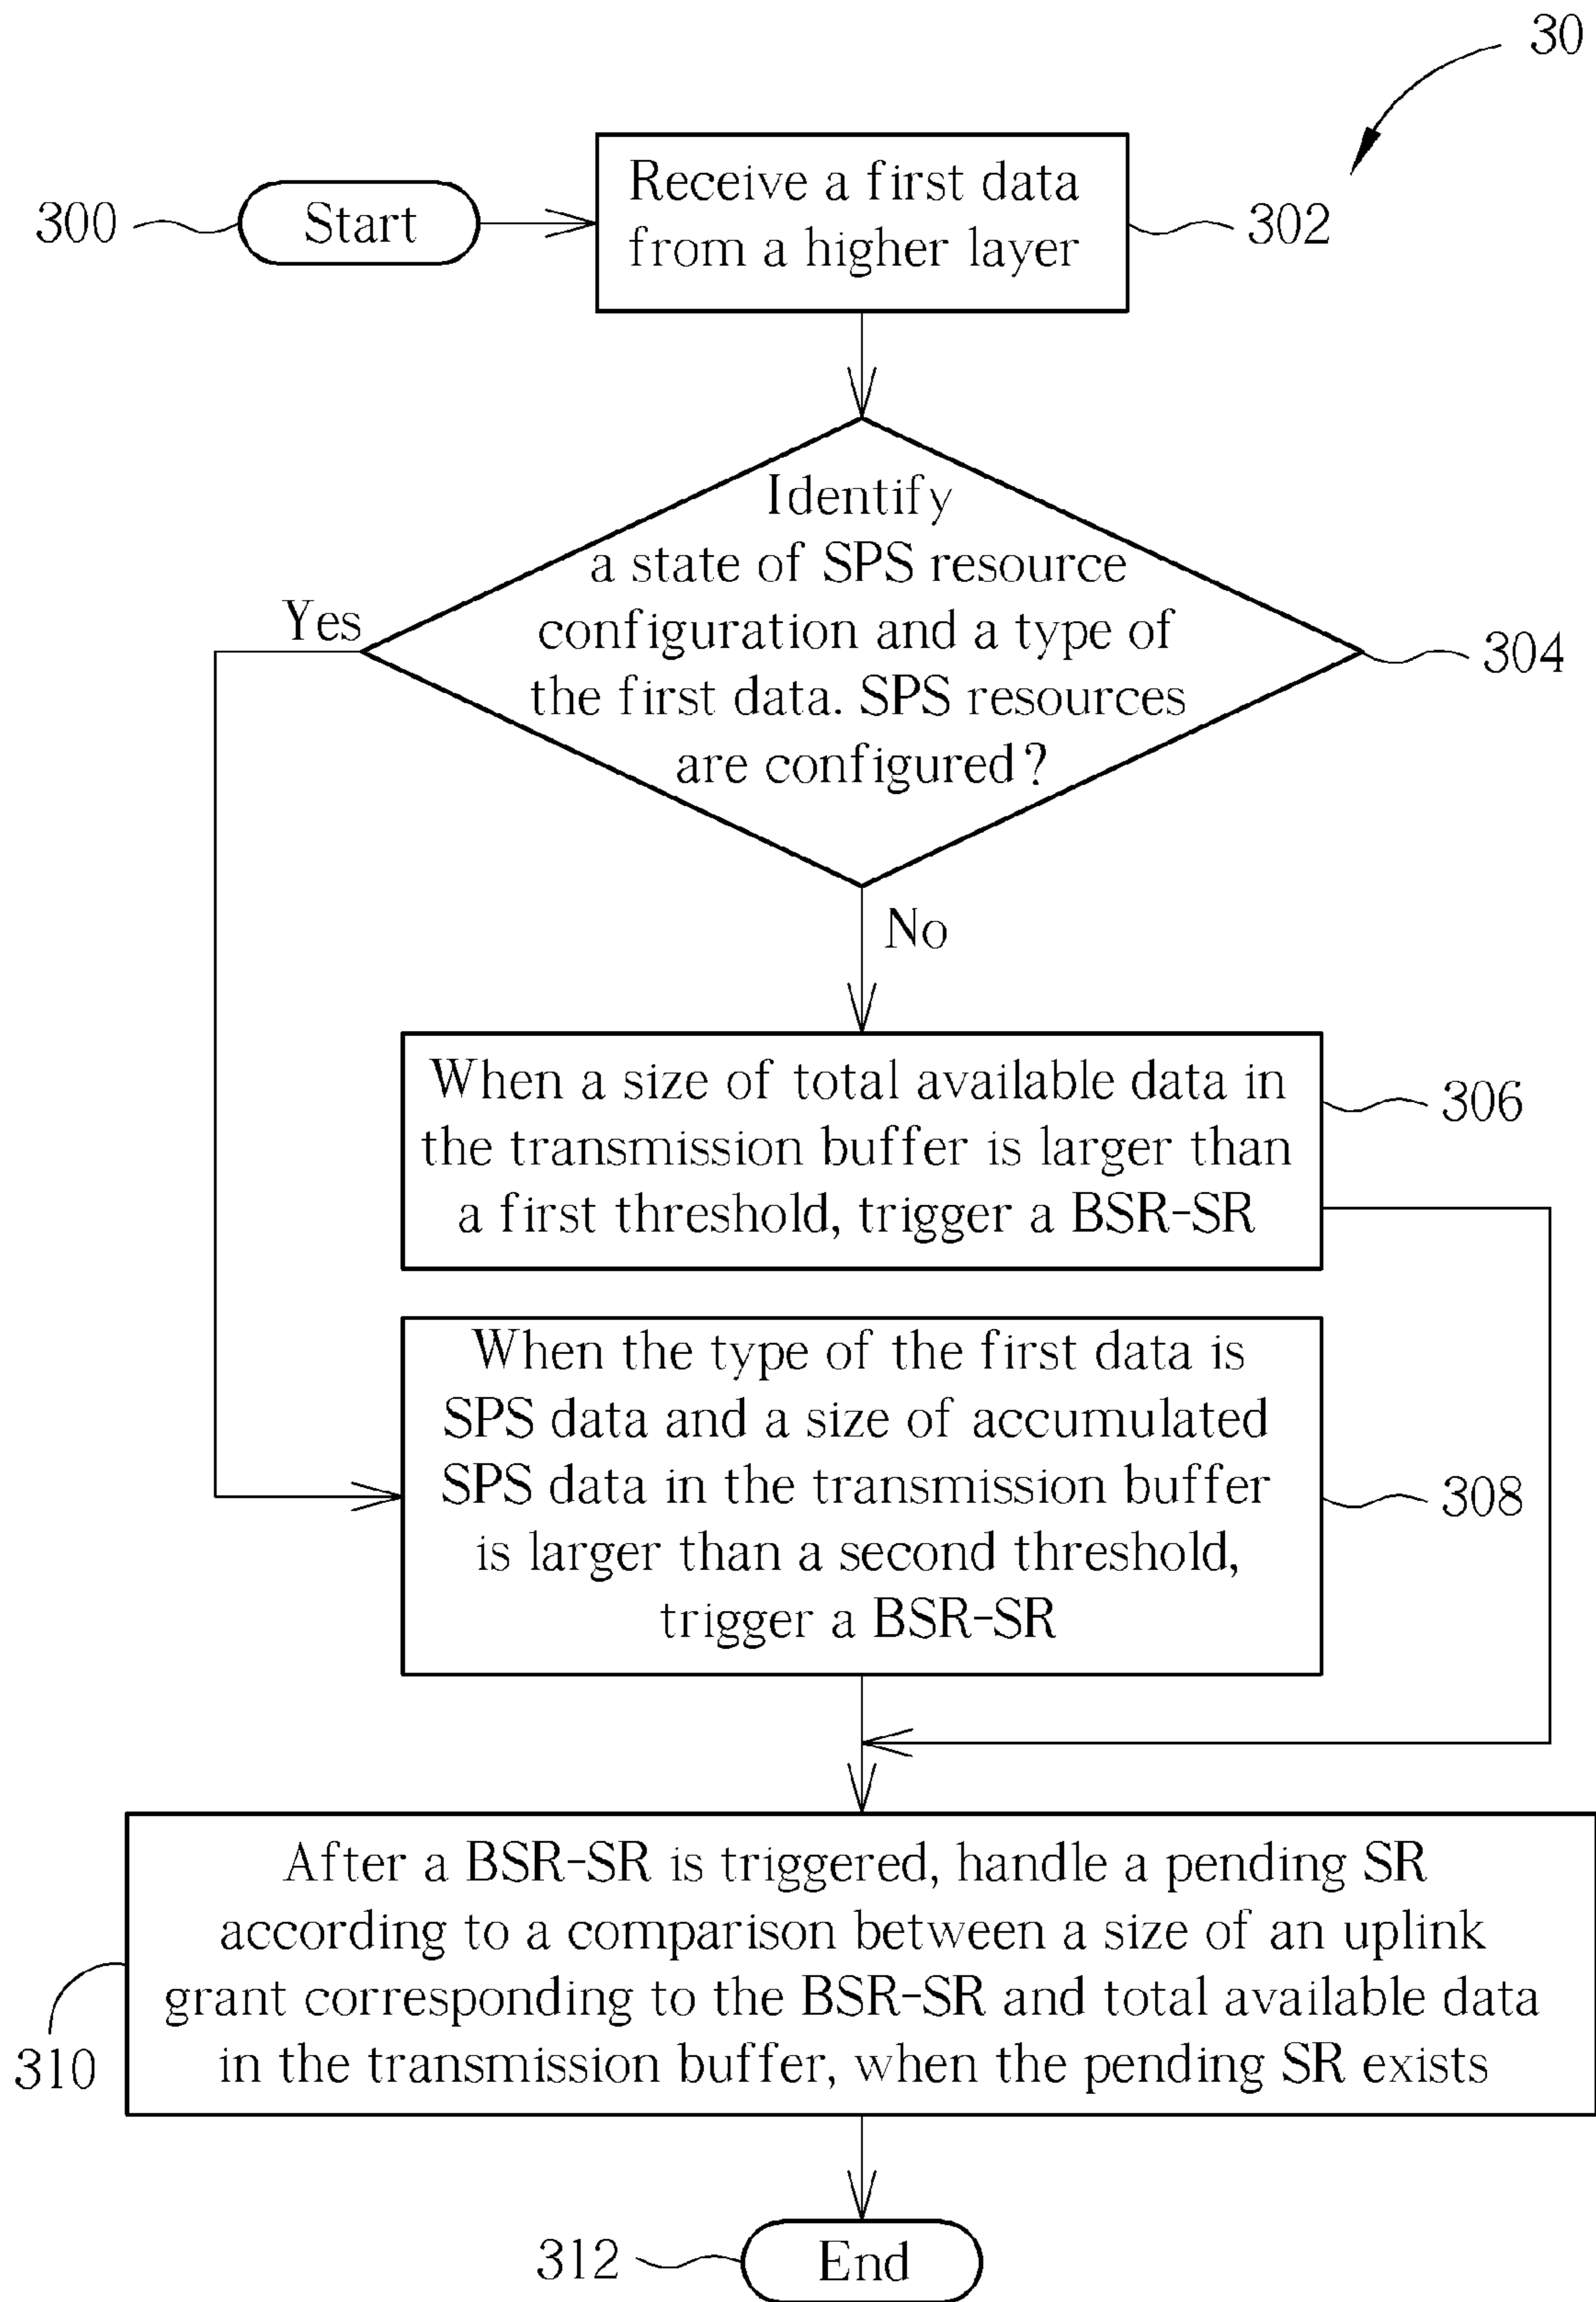 30
300
Start
Receive a first data
from a higher layer
302
Identify
a state of SPS resource
configuration and a type of
the first data. SPS resources
are configured?
304
Yes
No
When a size of total available data in
the transmission buffer is larger than
a first threshold, trigger a BSR-SR
306
When the type of the first data is
SPS data and a size of accumulated
SPS data in the transmission buffer
is larger than a second threshold,
trigger a BSR-SR
308
After a BSR-SR is triggered, handle a pending SR
according to a comparison between a size of an uplink
grant corresponding to the BSR-SR and total available data
in the transmission buffer, when the pending SR exists
310
312
End